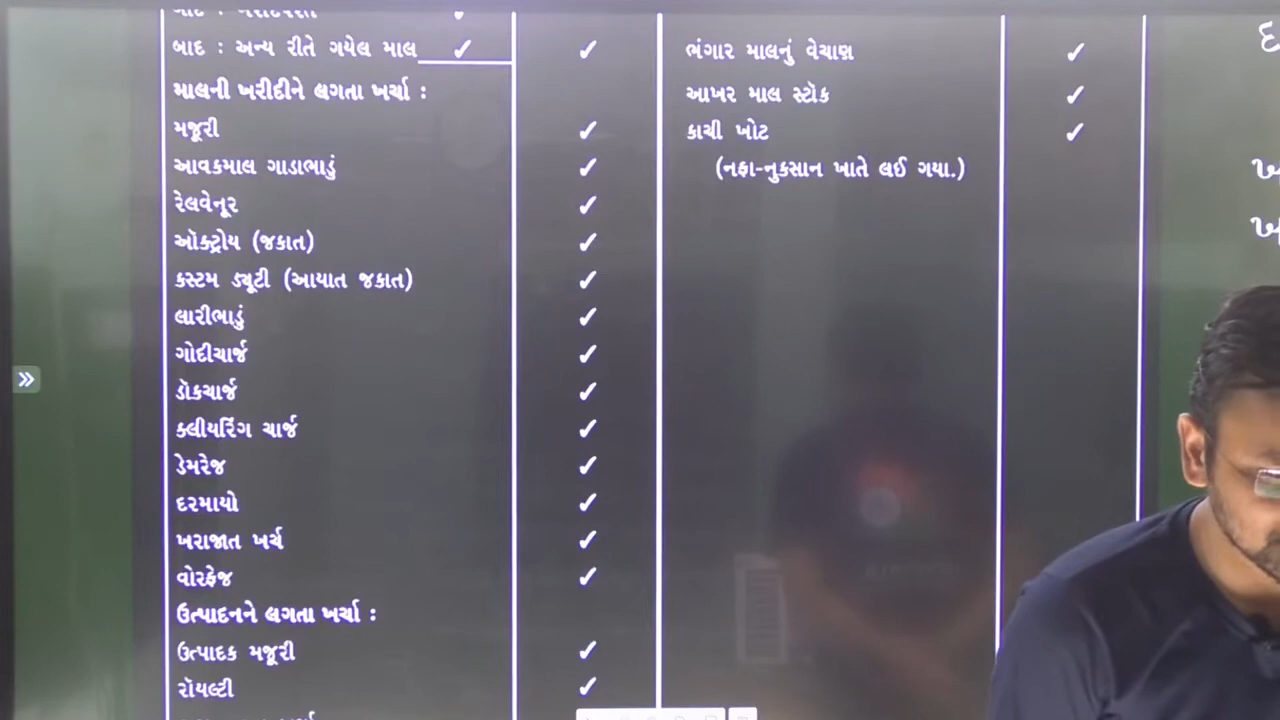 બાદ : અન્ય રીતે ગયેલ માલ ✓ ✓
માલની ખરીદીને લગતા ખર્ચા :
મજૂરી ✓
આવકમાલ ગાડાભાડું ✓
રેલવેનૂર ✓
ઑક્ટ્રોય (જકાત) ✓
કસ્ટમ ડ્યૂટી (આયાત જકાત) ✓
લારીભાડું ✓
ગોદીચાર્જ ✓
ડૉકચાર્જ ✓
ક્લીયરિંગ ચાર્જ ✓
ડેમરેજ ✓
દરમાયો ✓
ખરાજાત ખર્ચ ✓
વોરફેજ ✓
ઉત્પાદનને લગતા ખર્ચા :
ઉત્પાદક મજૂરી ✓
રૉયલ્ટી ✓
ભંગાર માલનું વેચાણ ✓
આખર માલ સ્ટૉક ✓
કાચી ખોટ ✓
(નફા-નુકસાન ખાતે લઈ ગયા.)